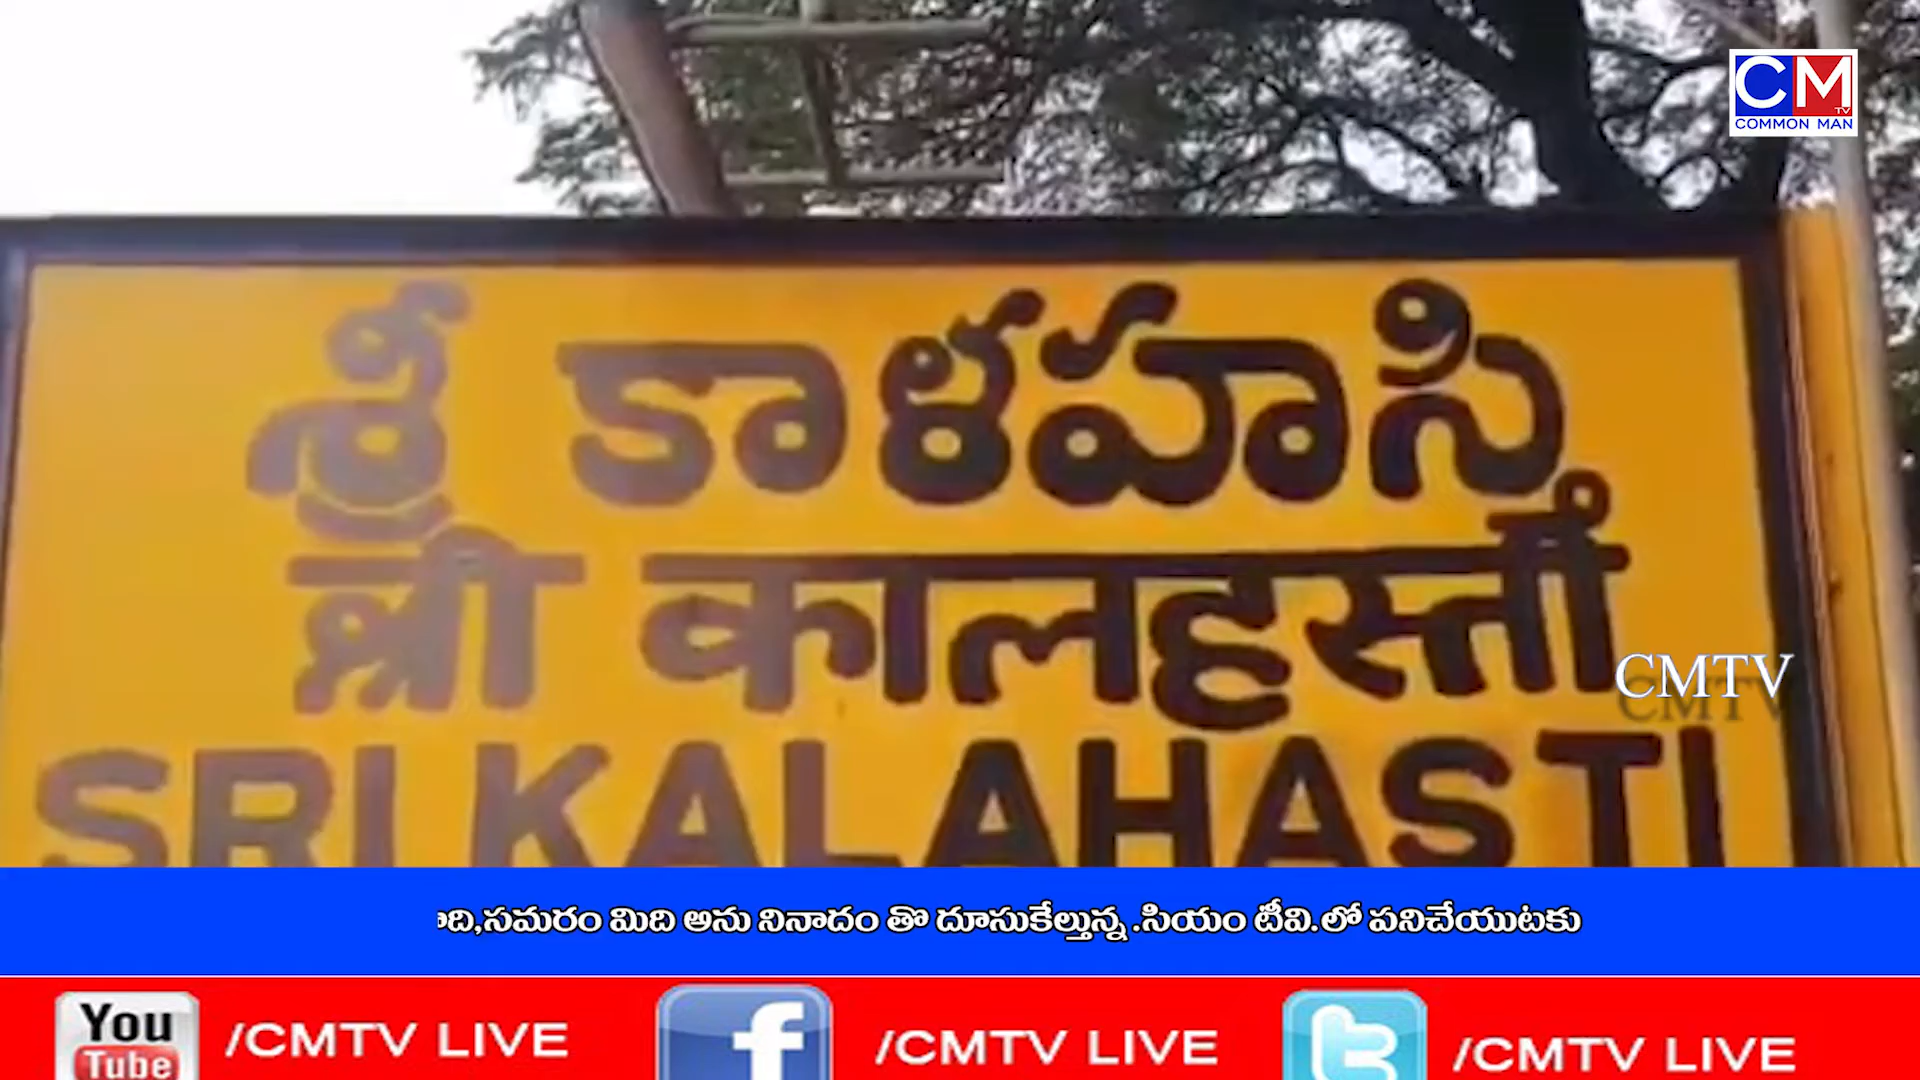 CM
TV
COMMON MAN
శ్రీ కాళహస్తి
श्री कालहस्ती
CMTV
SRI KALAHASTI
ాది,సమరం మిది అను నినాదం తొ దూసుకేల్తున్న.సియం టీవి.లో పనిచేయుటకు
You
Tube
/CMTV LIVE
f
/CMTV LIVE
t
/CMTV LIVE